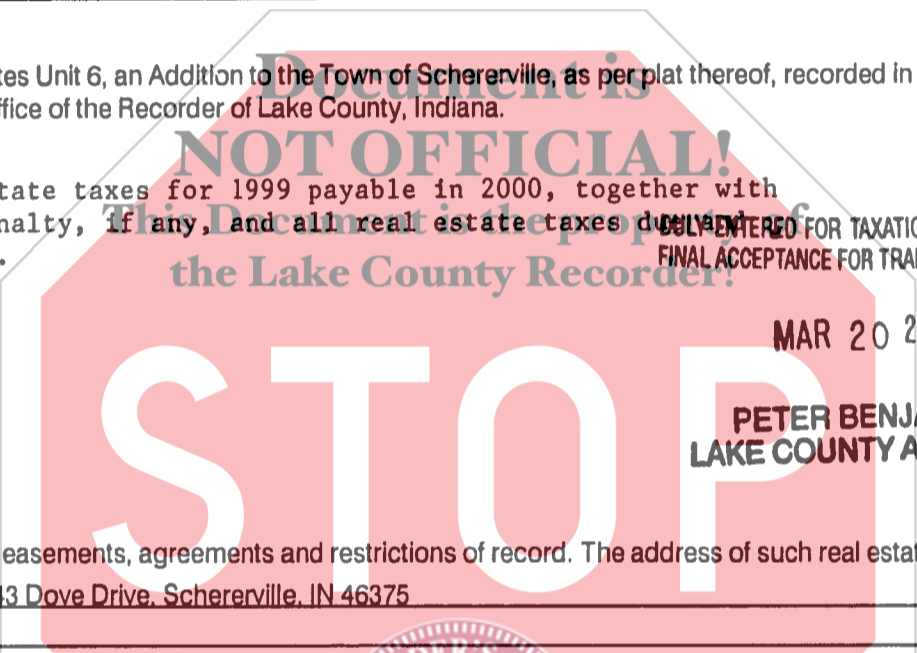 Document is
tes Unit 6, an Addition to the Town of Schererville, as per plat thereof, recorded in
ffice of the Recorder of Lake County, Indiana.
NOT OFFICIAL!
tate taxes for 1999 payable in 2000, together with
nalty, if any, and all real estate taxes due and
This Document is the property of
DULY ENTERED FOR TAXATIO
.
the Lake County Recorder!
FINAL ACCEPTANCE FOR TRA
MAR 20 2
STOP
PETER BENJA
LAKE COUNTY A
easements, agreements and restrictions of record. The address of such real estat
43 Dove Drive, Schererville, IN 46375
DER'S